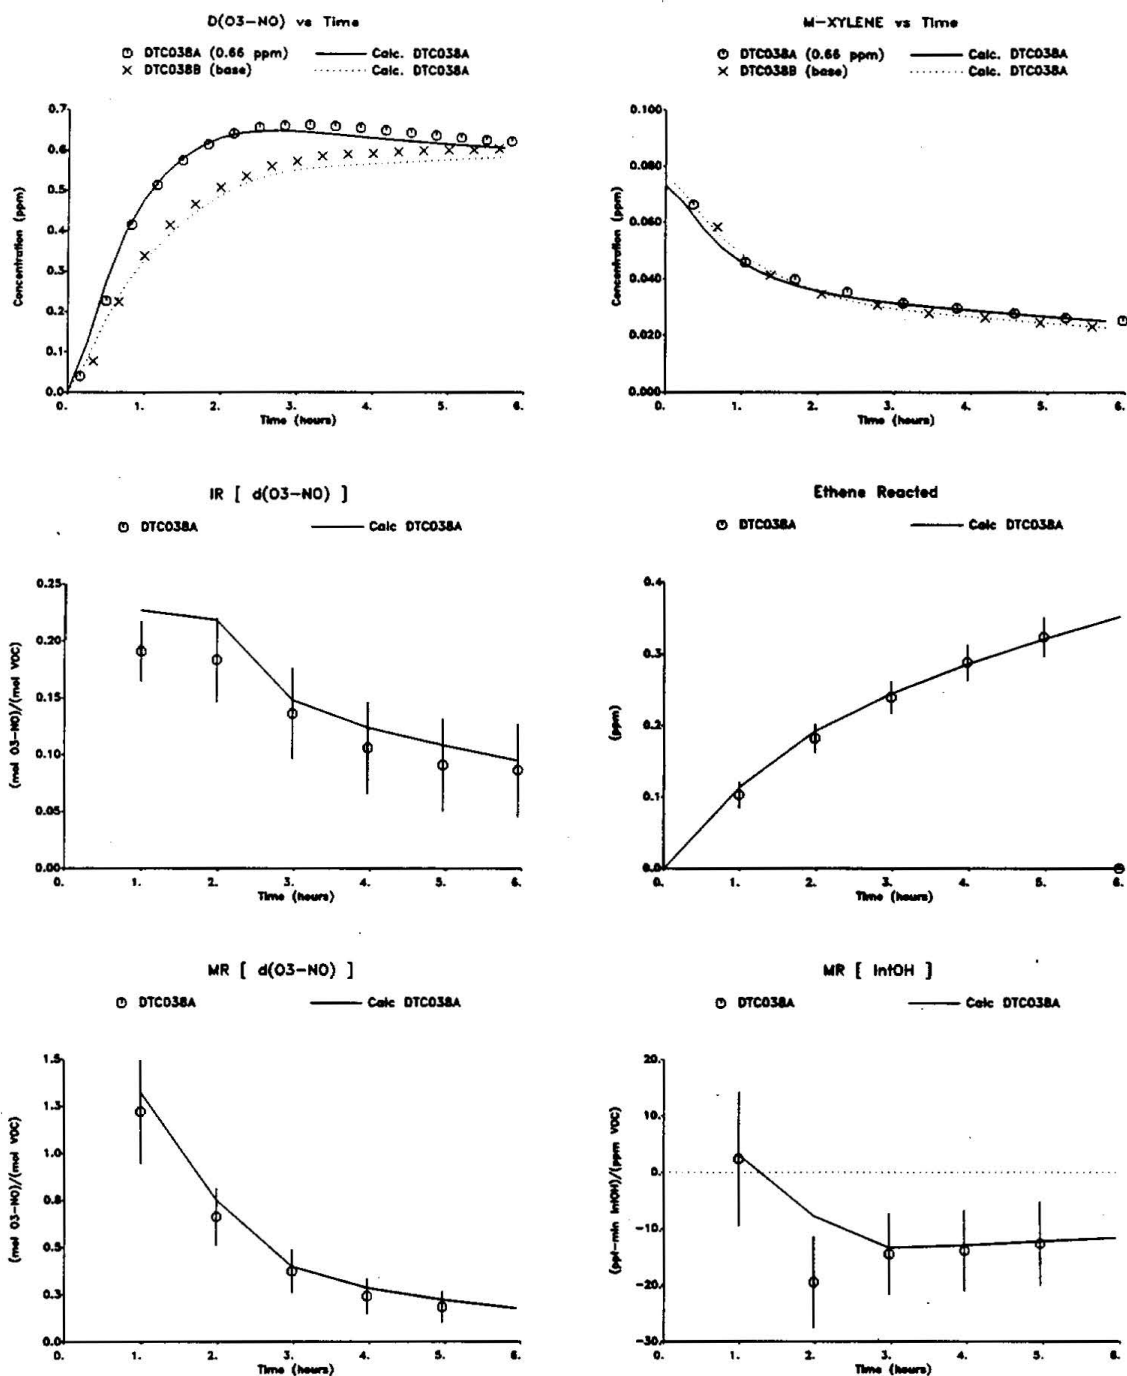 D(O3-NO) vs Time
DTC038A (0.66 ppm) Calc. DTC038A
DTC038B (base) Calc. DTC038A
Concentration (ppm)
0.7
0.6
0.5
0.4
0.3
0.2
0.1
0.0
0. 1. 2. 3. 4. 5. 6.
Time (hours)
M-XYLENE vs Time
DTC038A (0.66 ppm) Calc. DTC038A
DTC038B (base) Calc. DTC038A
Concentration (ppm)
0.100
0.080
0.060
0.040
0.020
0.000
0. 1. 2. 3. 4. 5. 6.
Time (hours)
IR [ d(O3-NO) ]
DTC038A Calc DTC038A
(mol O3-NO)/(mol VOC)
0.25
0.20
0.15
0.10
0.05
0.00
0. 1. 2. 3. 4. 5. 6.
Time (hours)
Ethene Reacted
DTC038A Calc DTC038A
(ppm)
0.4
0.3
0.2
0.1
0.0
0. 1. 2. 3. 4. 5. 6.
Time (hours)
MR [ d(O3-NO) ]
DTC038A Calc DTC038A
(mol O3-NO)/(mol VOC)
1.5
1.3
1.0
0.8
0.5
0.3
0.0
0. 1. 2. 3. 4. 5. 6.
Time (hours)
MR [ IntOH ]
DTC038A Calc DTC038A
(ppt-min IntOH)/(ppm VOC)
20.
10.
0.
-10.
-20.
-30.
0. 1. 2. 3. 4. 5. 6.
Time (hours)